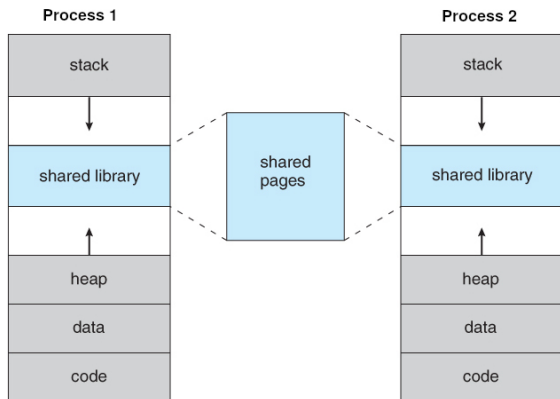 Process 1
stack
shared library
heap
data
code
shared
pages
Process 2
stack
shared library
heap
data
code